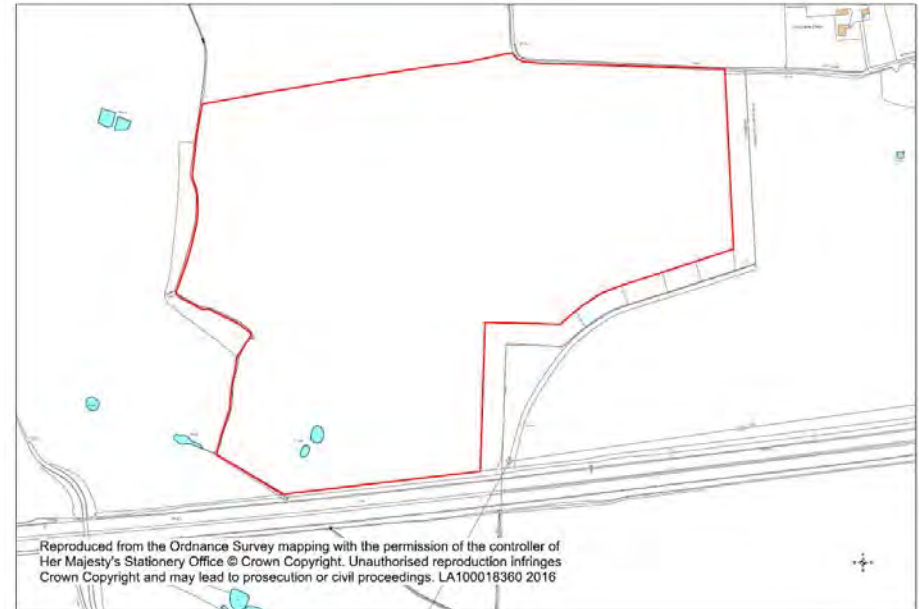 Reproduced from the Ordnance Survey mapping with the permission of the controller of
Her Majesty's Stationery Office © Crown Copyright. Unauthorised reproduction infringes
Crown Copyright and may lead to prosecution or civil proceedings. LA100018360 2016